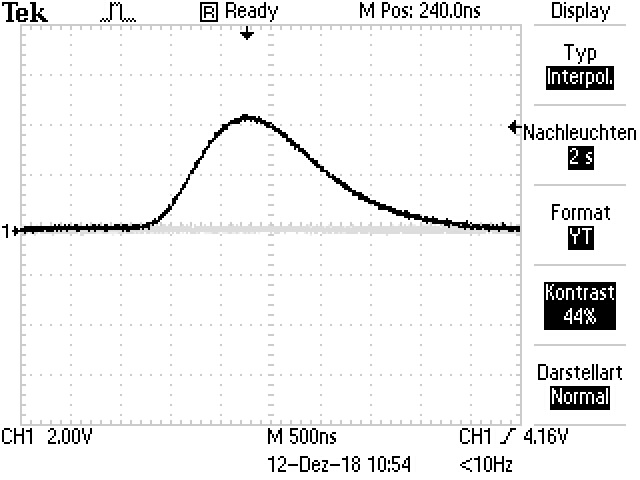 Tek R Ready M Pos: 240.0ns Display
Typ
Interpol.
Nachleuchten
2 s
Format
YT
1
Kontrast
44%
Darstellart
Normal
CH1 2.00V M 500ns CH1 4.16V
12-Dez-18 10:54 <10Hz